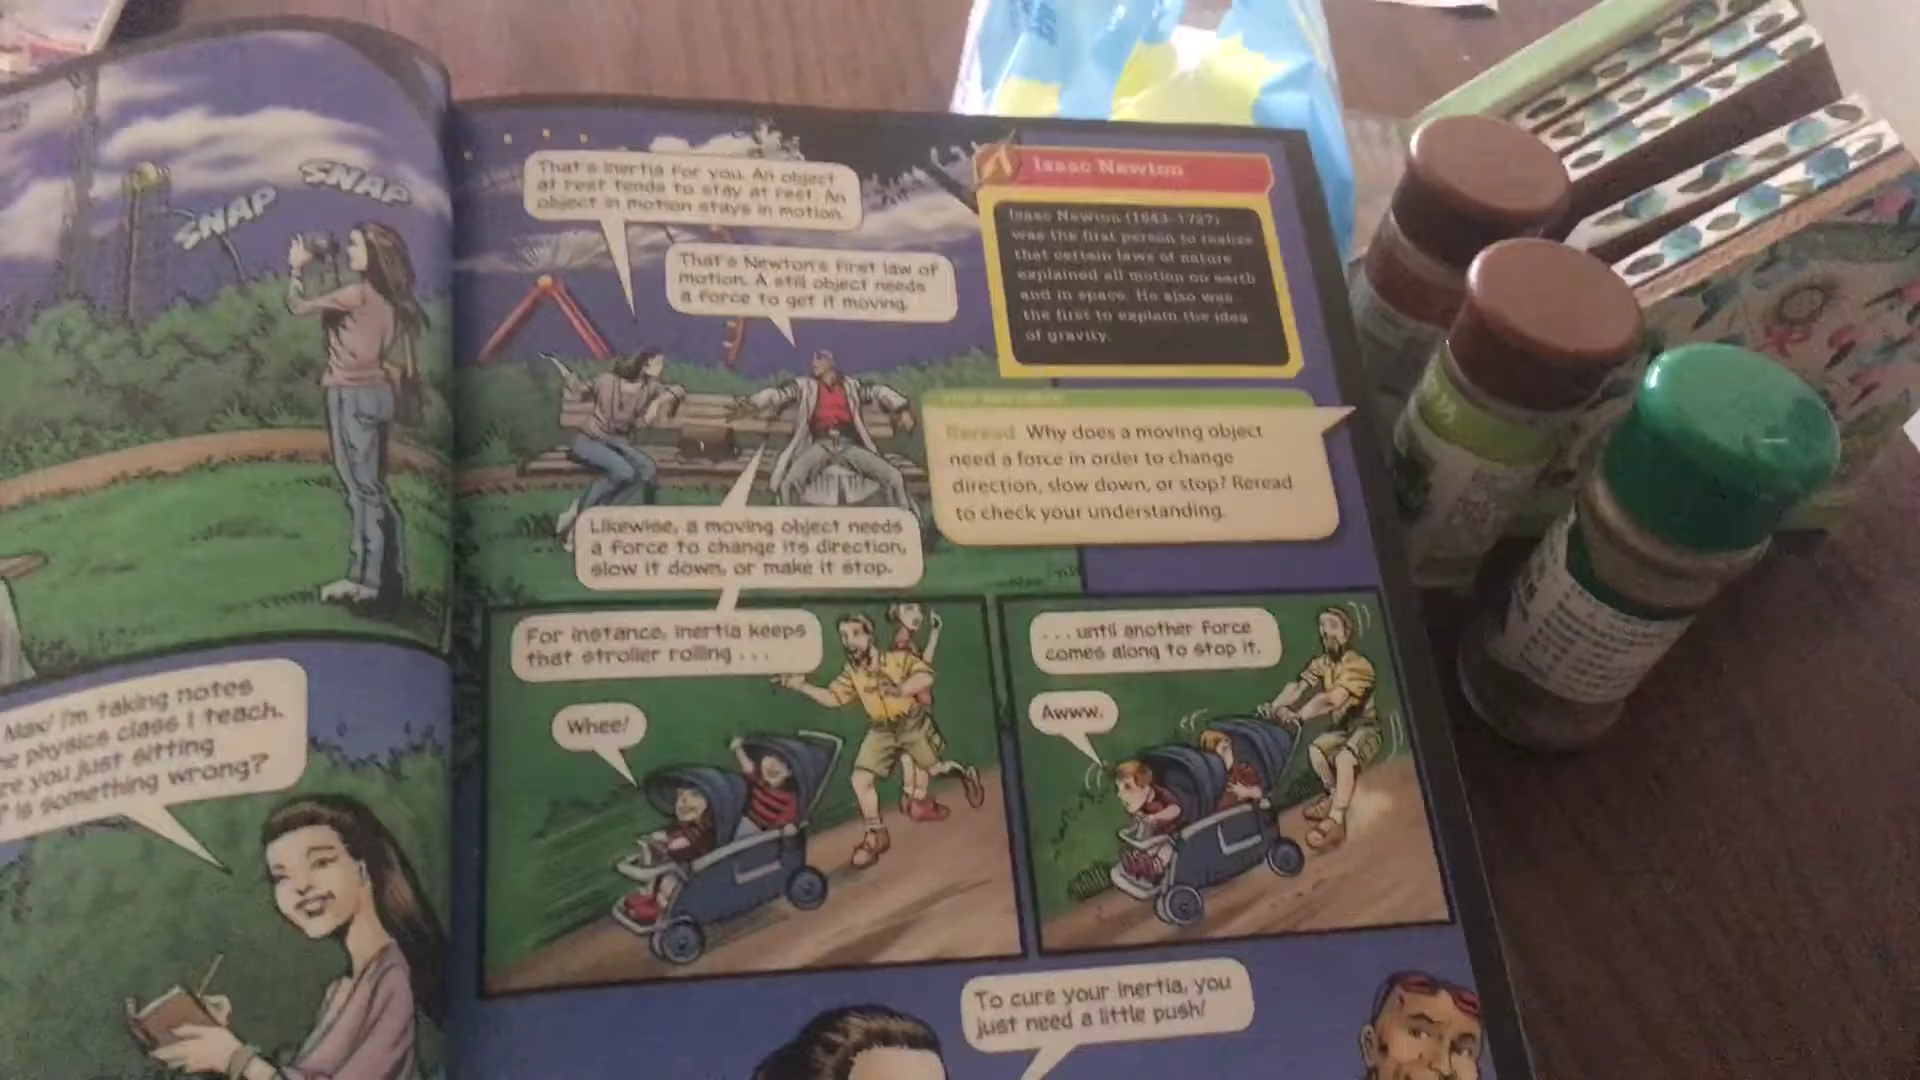 SNAP
SNAP
Max! I'm taking notes
physics class I teach.
you just sitting
Is something wrong?
That's inertia for you. An object
at rest tends to stay at rest. An
object in motion stays in motion.
That's Newton's first law of
motion. A still object needs
a force to get it moving.
Isaac Newton
Isaac Newton (1643–1727)
was the first person to realize
that certain laws of nature
explained all motion on earth
and in space. He also was
the first to explain the idea
of gravity.
Reread Why does a moving object
need a force in order to change
direction, slow down, or stop? Reread
to check your understanding.
Likewise, a moving object needs
a force to change its direction,
slow it down, or make it stop.
For instance, inertia keeps
that stroller rolling . . .
Whee!
. . . until another force
comes along to stop it.
Awww.
To cure your inertia, you
just need a little push!